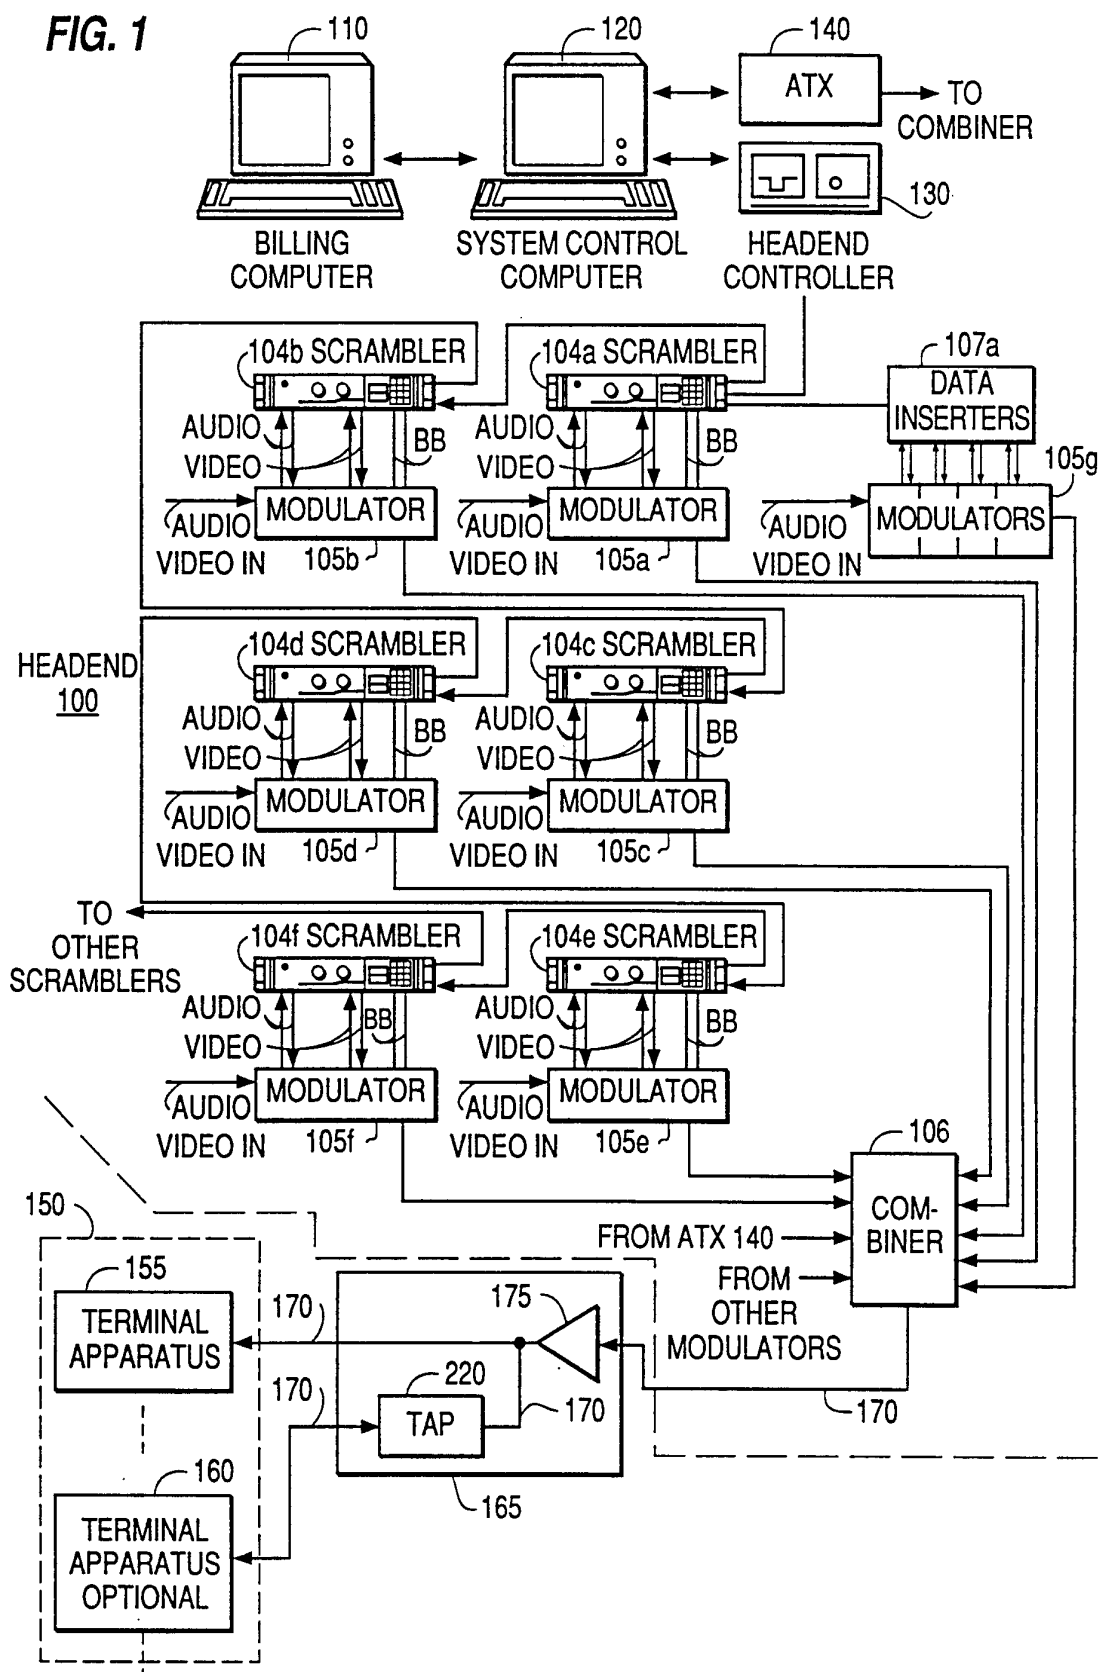 FIG. 1
110
120
140
ATX
TO
COMBINER
130
BILLING
COMPUTER
SYSTEM CONTROL
COMPUTER
HEADEND
CONTROLLER
104b SCRAMBLER
104a SCRAMBLER
107a
DATA
INSERTERS
AUDIO
VIDEO
BB
AUDIO
VIDEO
BB
105g
MODULATOR
MODULATOR
MODULATORS
AUDIO
VIDEO IN
105b
AUDIO
VIDEO IN
105a
AUDIO
VIDEO IN
HEADEND
100
104d SCRAMBLER
104c SCRAMBLER
AUDIO
VIDEO
BB
AUDIO
VIDEO
BB
MODULATOR
MODULATOR
AUDIO
VIDEO IN
105d
AUDIO
VIDEO IN
105c
TO
OTHER
SCRAMBLERS
104f SCRAMBLER
104e SCRAMBLER
AUDIO
VIDEO
BB
AUDIO
VIDEO
BB
MODULATOR
MODULATOR
AUDIO
VIDEO IN
105f
AUDIO
VIDEO IN
105e
106
COM-
BINER
FROM ATX 140
FROM
OTHER
MODULATORS
150
155
TERMINAL
APPARATUS
170
175
170
220
TAP
170
170
165
160
TERMINAL
APPARATUS
OPTIONAL